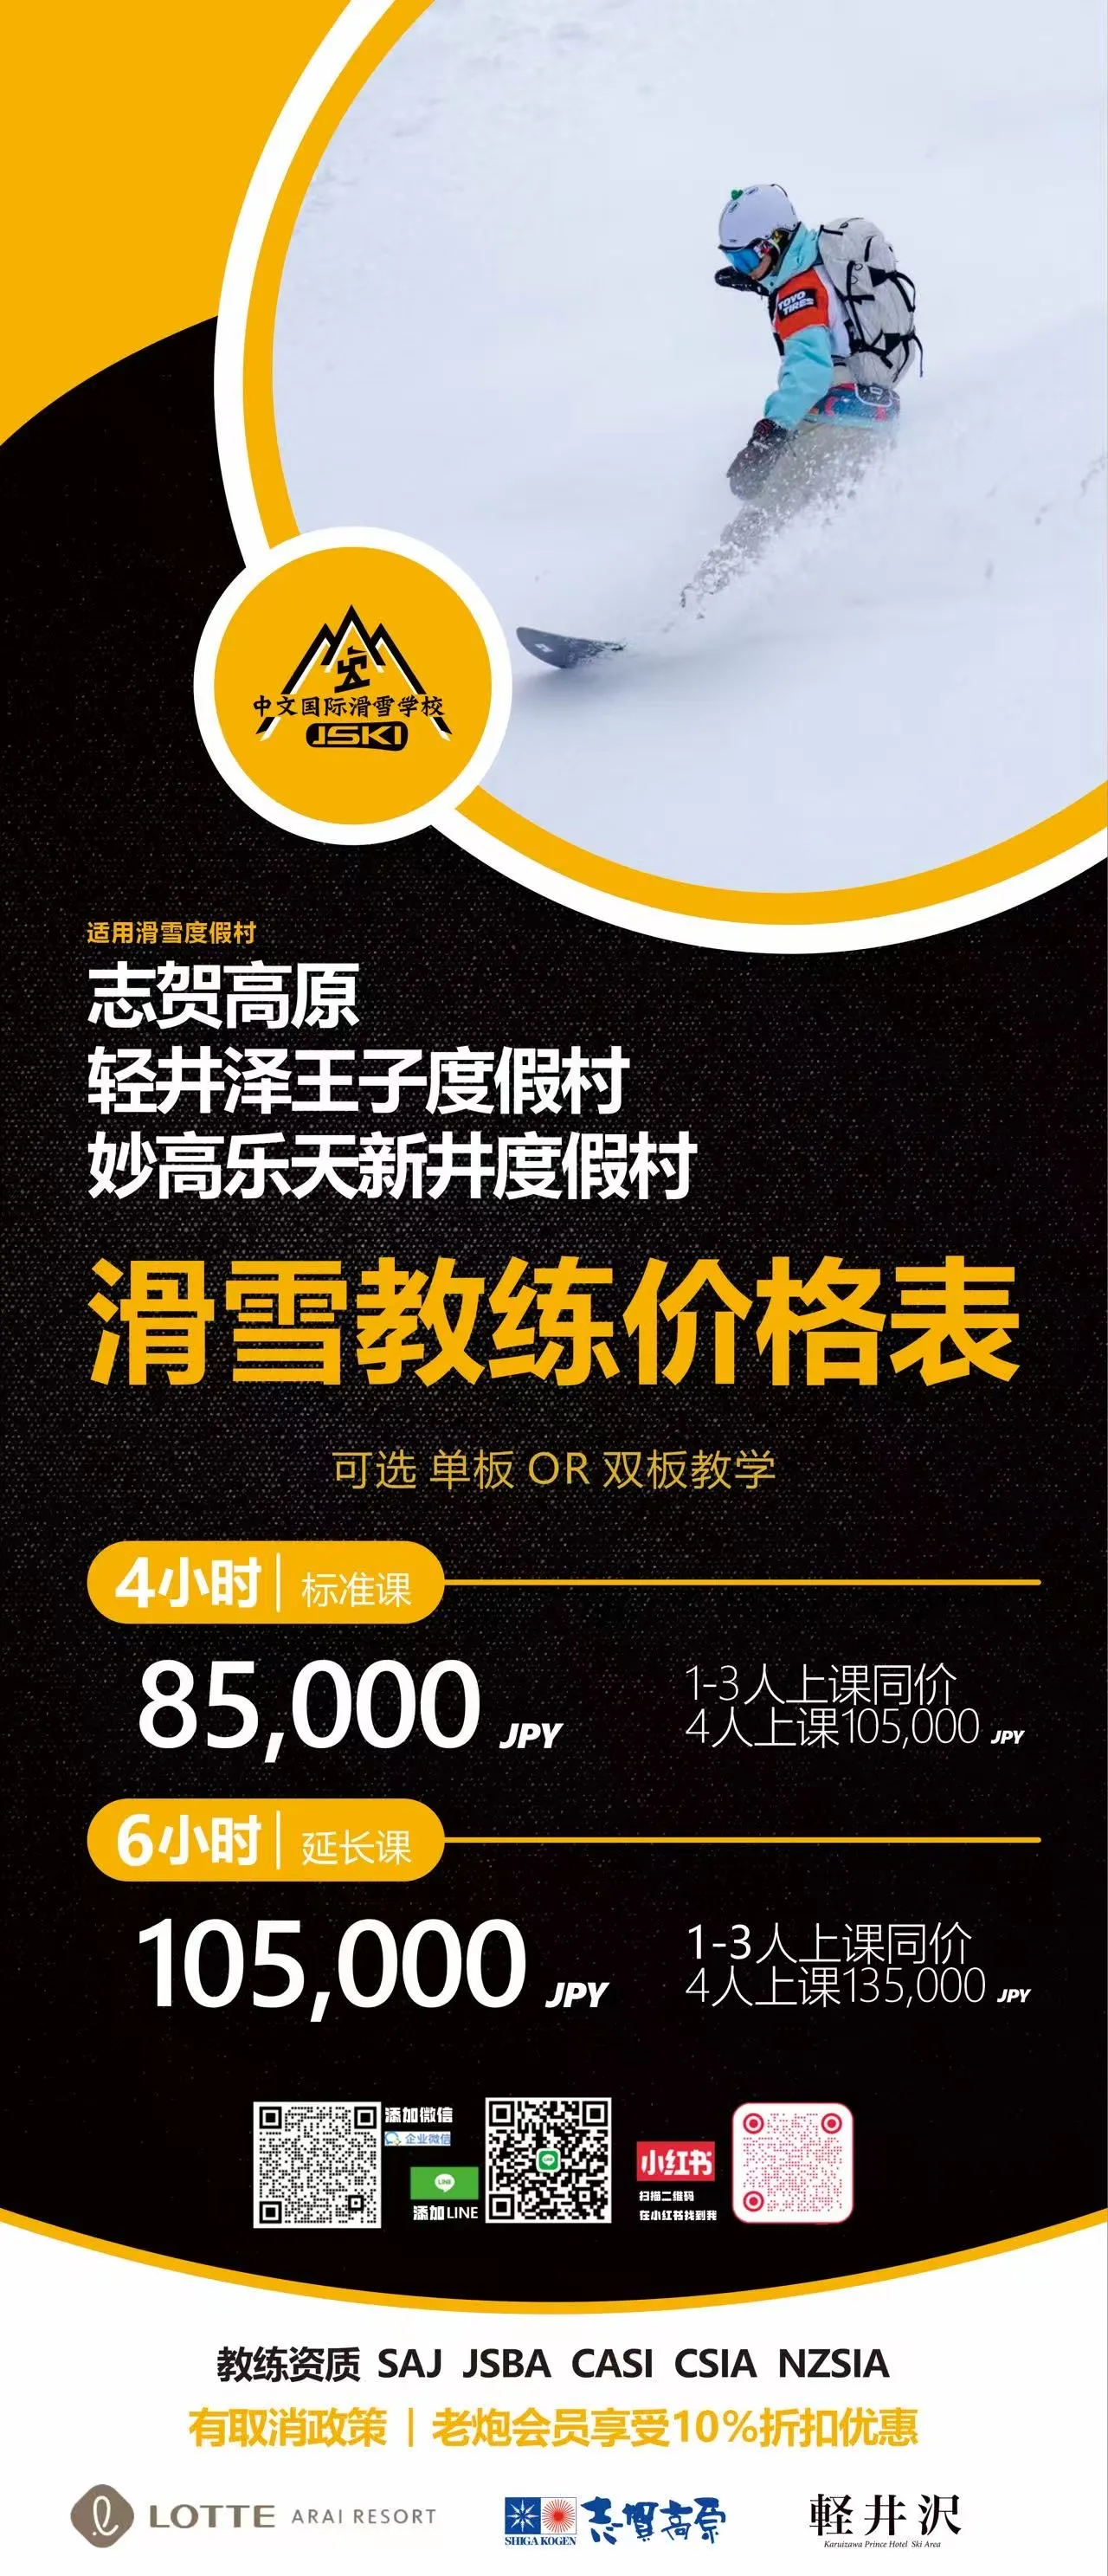 TOYO
TIRES
中文国际滑雪学校
JSKI
适用滑雪度假村
志贺高原
轻井泽王子度假村
妙高乐天新井度假村
滑雪教练价格表
可选 单板 OR 双板教学
4小时 | 标准课
85,000 JPY
1-3人上课同价
4人上课105,000 JPY
6小时 | 延长课
105,000 JPY
1-3人上课同价
4人上课135,000 JPY
添加微信
企业微信
LINE
添加LINE
小红书
扫描二维码
在小红书找到我
教练资质 SAJ JSBA CASI CSIA NZSIA
有取消政策 | 老炮会员享受10%折扣优惠
LOTTE ARAI RESORT
SHIGA KOGEN
志賀高原
軽井沢
Karuizawa Prince Hotel Ski Area